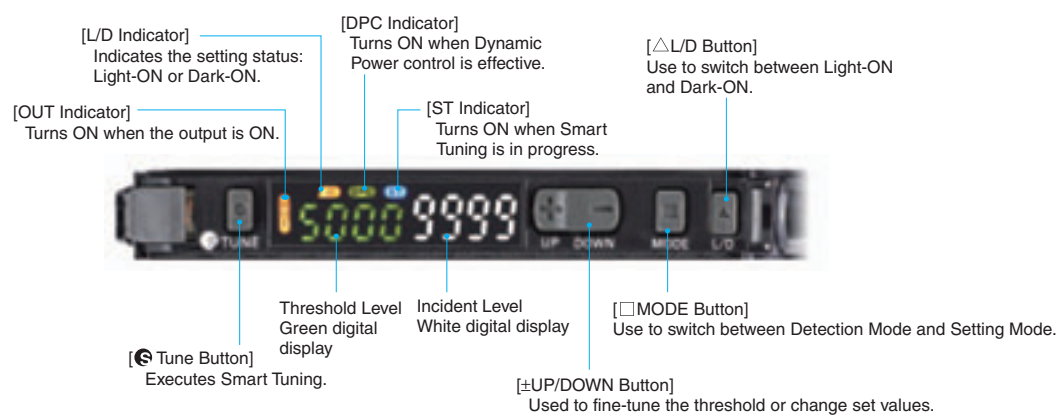 [DPC Indicator]
Turns ON when Dynamic
Power control is effective.
[L/D Indicator]
Indicates the setting status:
Light-ON or Dark-ON.
[△L/D Button]
Use to switch between Light-ON
and Dark-ON.
[OUT Indicator]
Turns ON when the output is ON.
[ST Indicator]
Turns ON when Smart
Tuning is in progress.
5000 9999
TUNE
UP DOWN MODE L/D
Threshold Level
Green digital
display
Incident Level
White digital display
[□MODE Button]
Use to switch between Detection Mode and Setting Mode.
[S Tune Button]
Executes Smart Tuning.
[±UP/DOWN Button]
Used to fine-tune the threshold or change set values.